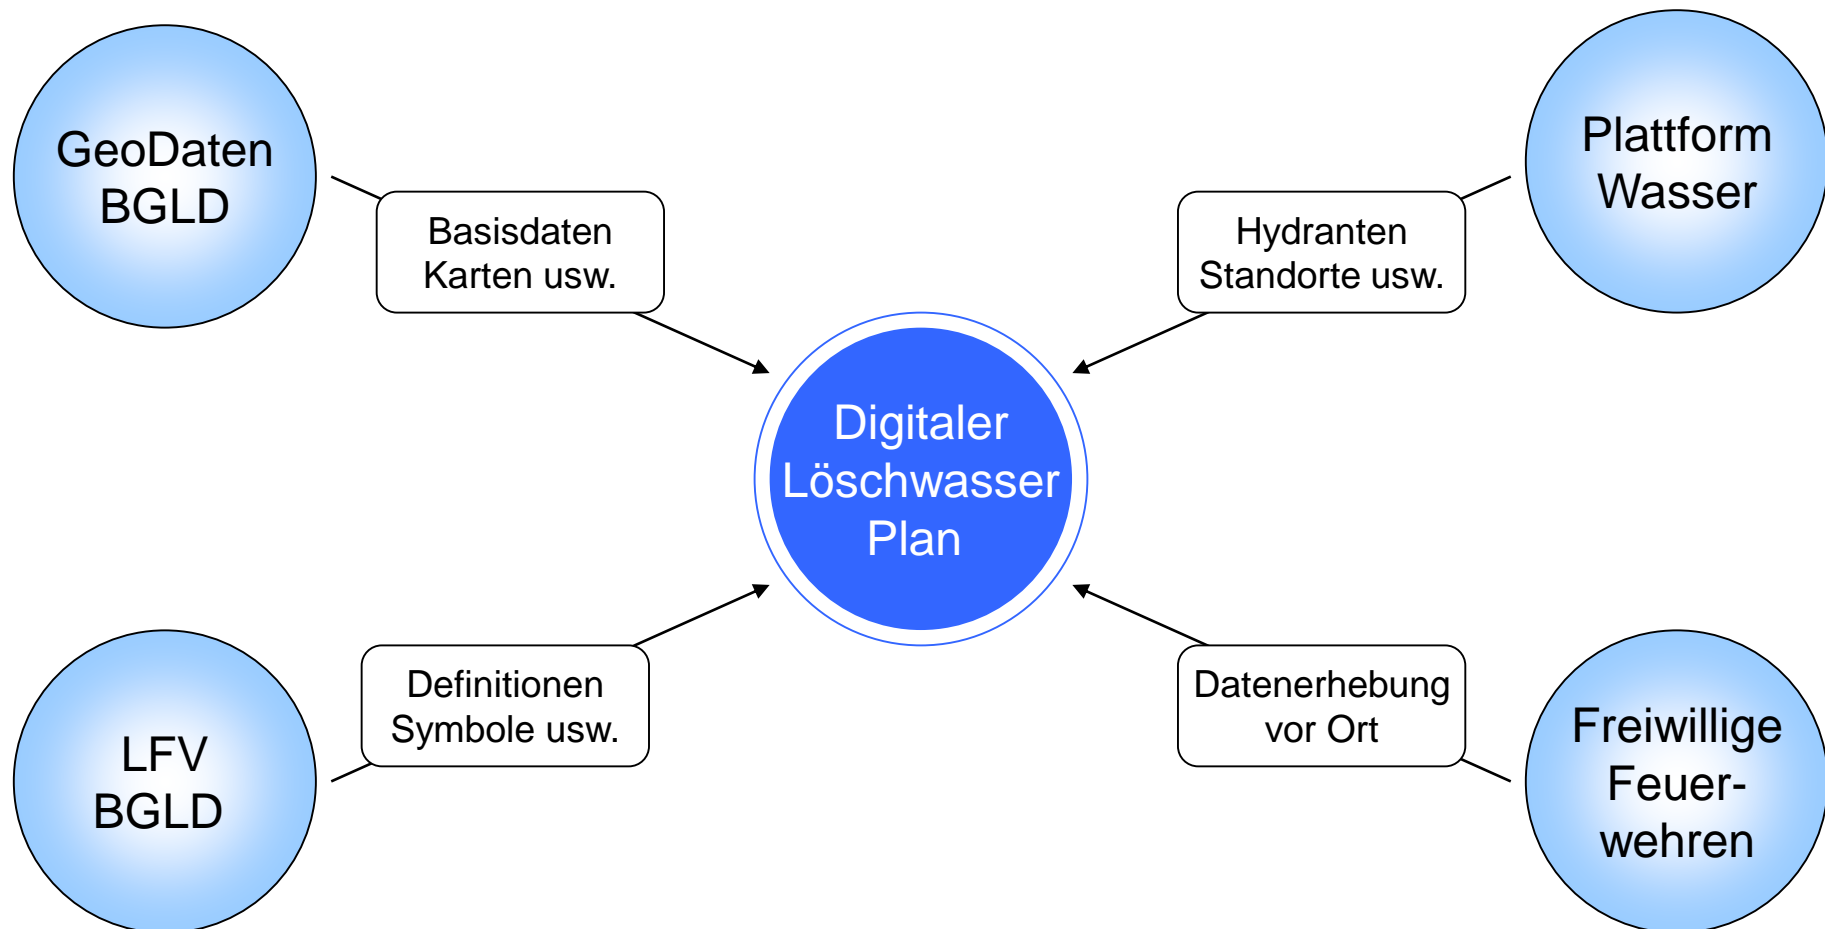 GeoDaten
BGLD
Basisdaten
Karten usw.
Hydranten
Standorte usw.
Plattform
Wasser
Digitaler
Löschwasser
Plan
LFV
BGLD
Definitionen
Symbole usw.
Datenerhebung
vor Ort
Freiwillige
Feuer-
wehren